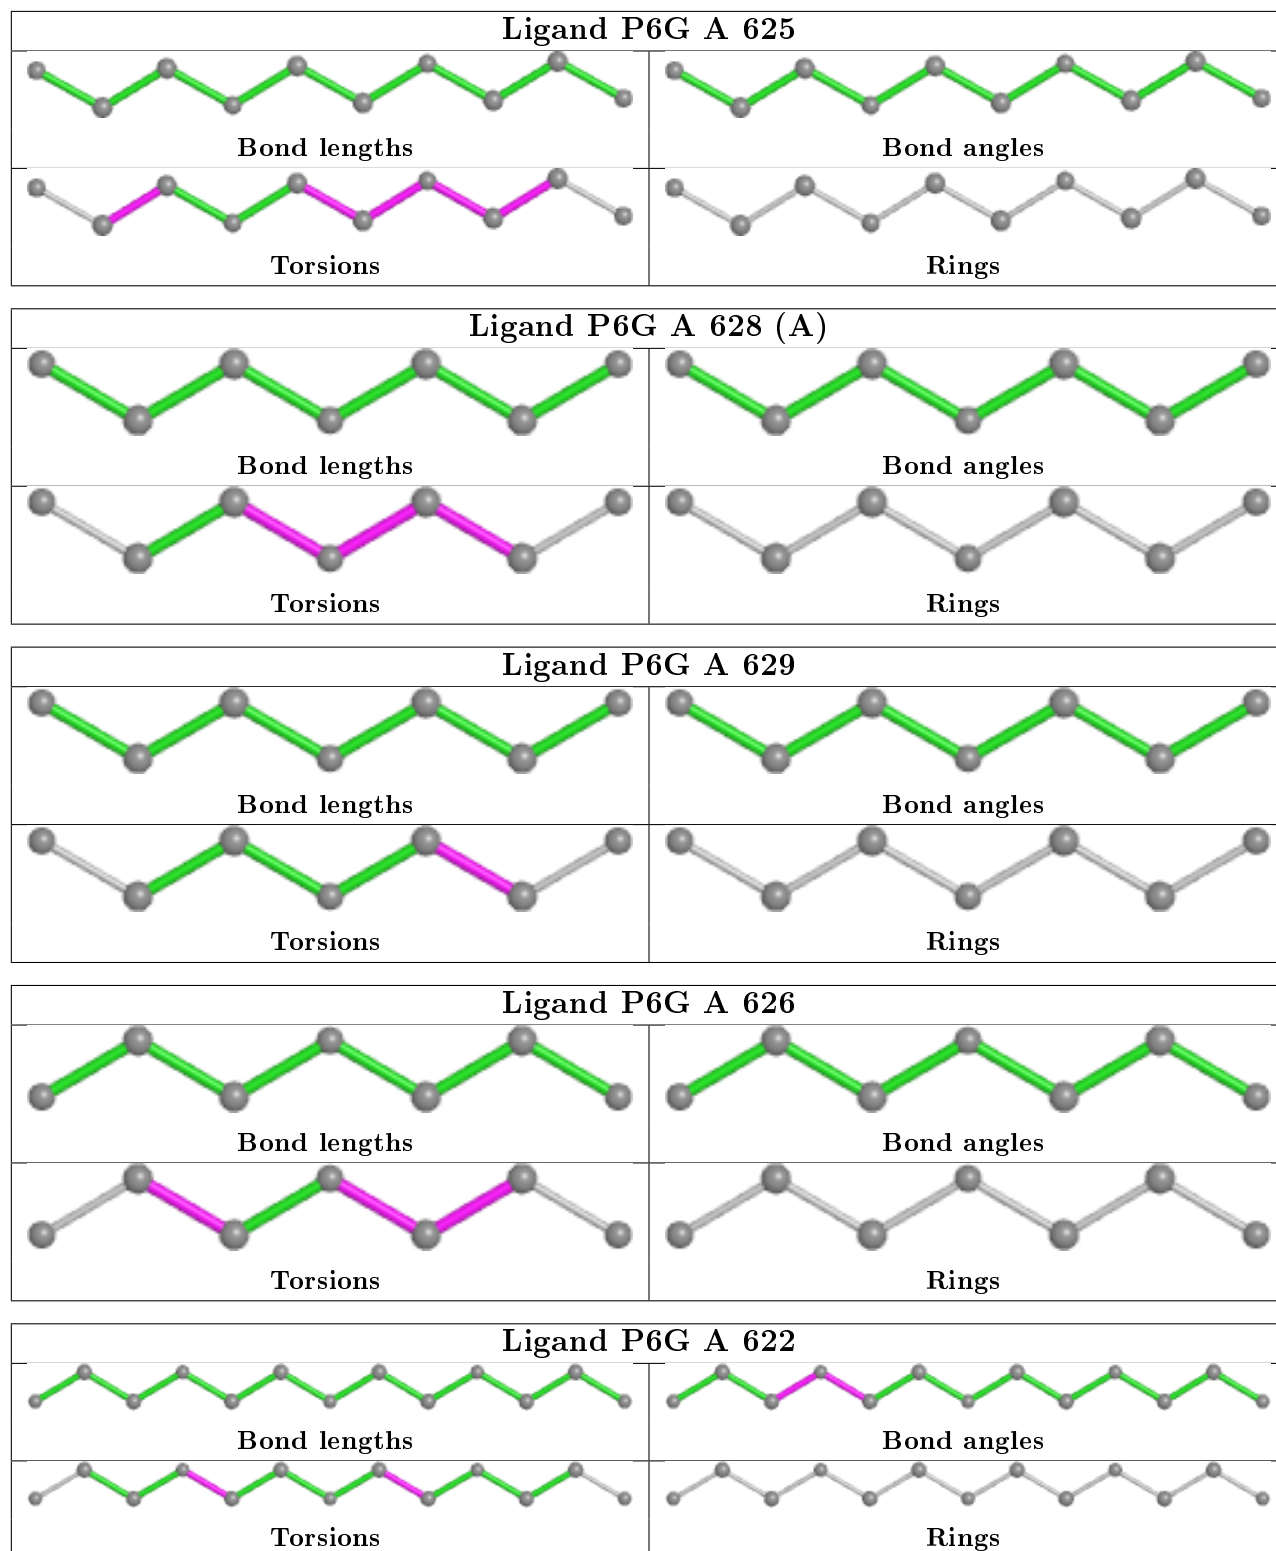 Ligand P6G A 625
Bond lengths
Bond angles
Torsions
Rings
Ligand P6G A 628 (A)
Bond lengths
Bond angles
Torsions
Rings
Ligand P6G A 629
Bond lengths
Bond angles
Torsions
Rings
Ligand P6G A 626
Bond lengths
Bond angles
Torsions
Rings
Ligand P6G A 622
Bond lengths
Bond angles
Torsions
Rings